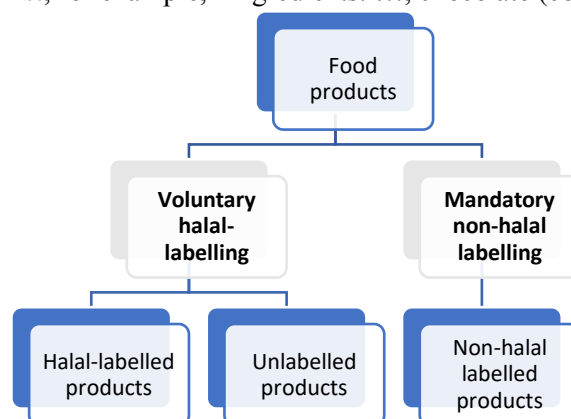 Food
products
Voluntary
halal-
labelling
Mandatory
non-halal
labelling
Halal-labelled
products
Unlabelled
products
Non-halal
labelled
products